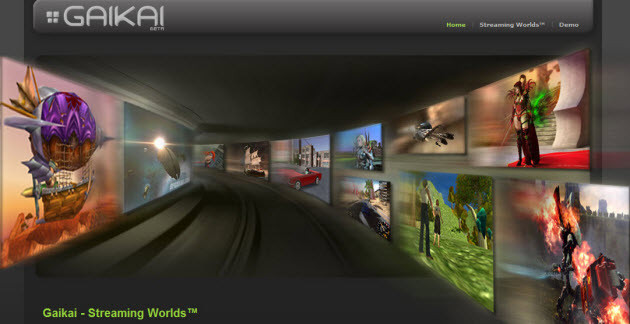 GAIKAI
BETA
Home | Streaming Worlds™ | Demo
Gaikai - Streaming Worlds™